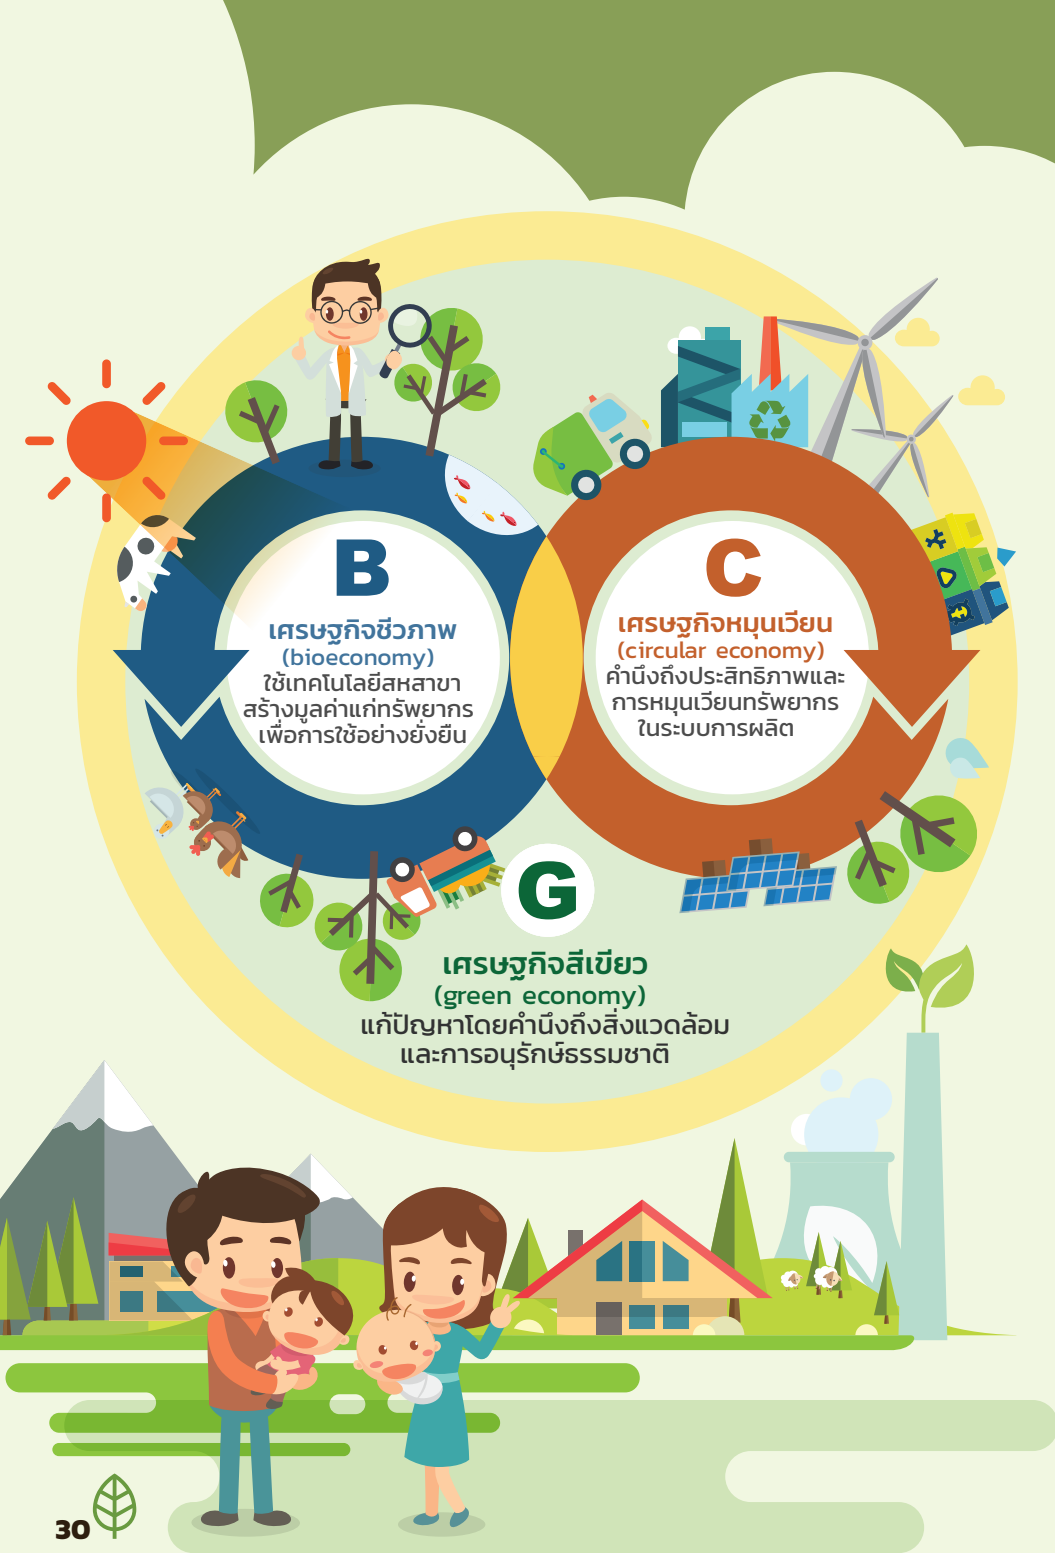 B
เศรษฐกิจชีวภาพ
(bioeconomy)
ใช้เทคโนโลยีสหสาขา
สร้างมูลค่าแก่ทรัพยากร
เพื่อการใช้อย่างยั่งยืน
C
เศรษฐกิจหมุนเวียน
(circular economy)
คำนึงถึงประสิทธิภาพและ
การหมุนเวียนทรัพยากร
ในระบบการผลิต
G
เศรษฐกิจสีเขียว
(green economy)
แก้ปัญหาโดยคำนึงถึงสิ่งแวดล้อม
และการอนุรักษ์ธรรมชาติ
30